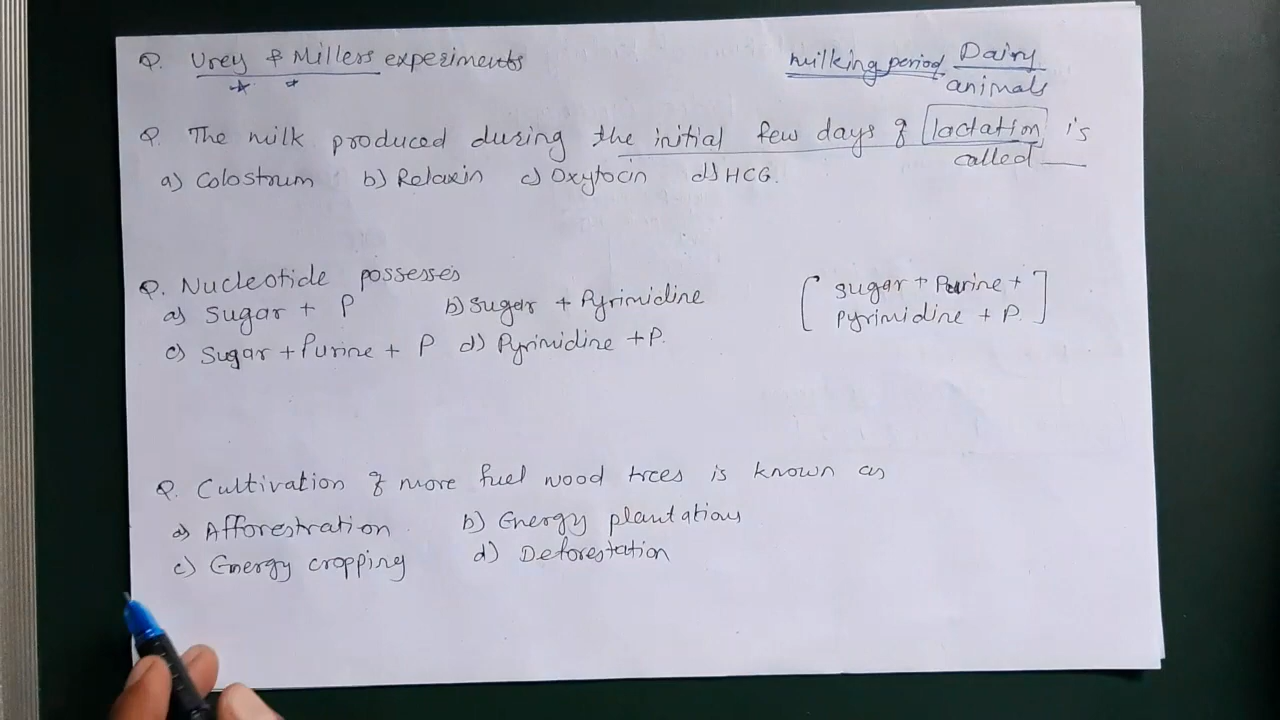 Q. Urey & Millers experiments
milking period Dairy
animals
Q. The milk produced during the initial few days of lactation is
called ___
a) Colostrum b) Relaxin c) Oxytocin d) HCG.
Q. Nucleotide possesses
a) Sugar + P b) Sugar + Pyrimidine
c) Sugar + Purine + P d) Pyrimidine + P.
[ sugar + Purine +
pyrimidine + P. ]
Q. Cultivation of more fuel wood trees is known as
a) Afforestration b) Energy plantations
c) Energy cropping d) Deforestation